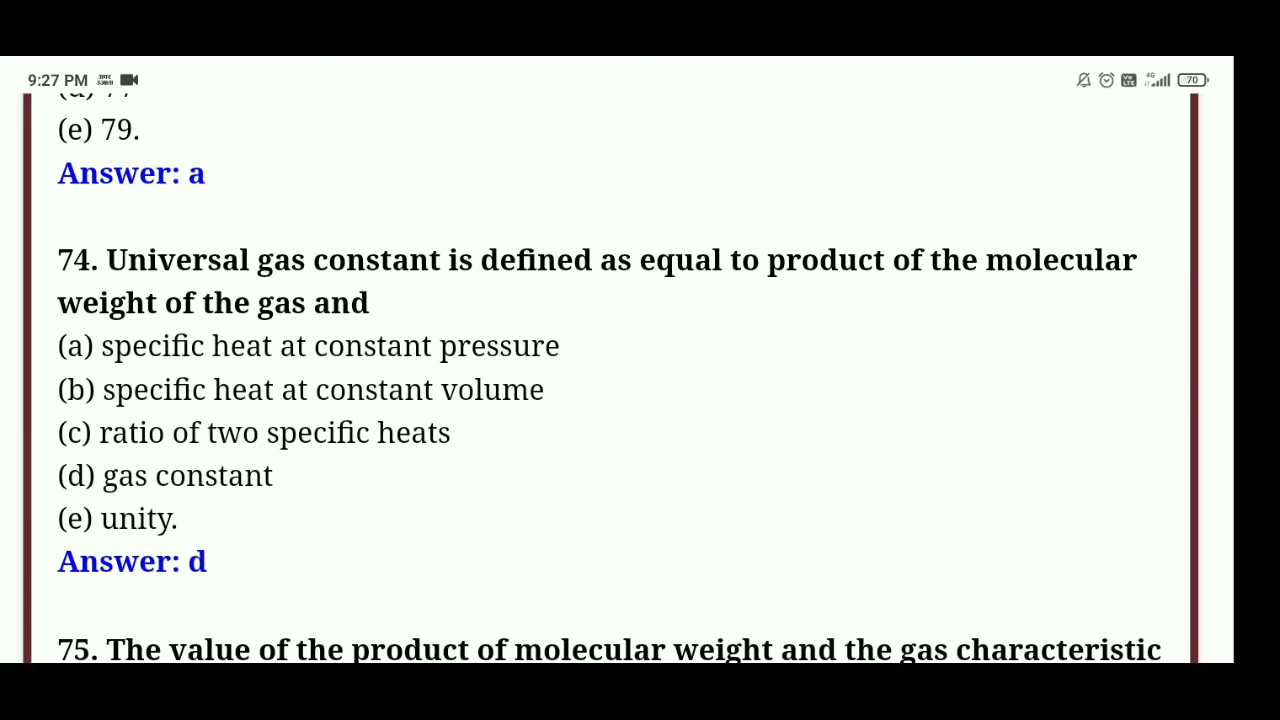 9:27 PM
4G
70
(e) 79.
Answer: a
74. Universal gas constant is defined as equal to product of the molecular
weight of the gas and
(a) specific heat at constant pressure
(b) specific heat at constant volume
(c) ratio of two specific heats
(d) gas constant
(e) unity.
Answer: d
75. The value of the product of molecular weight and the gas characteristic